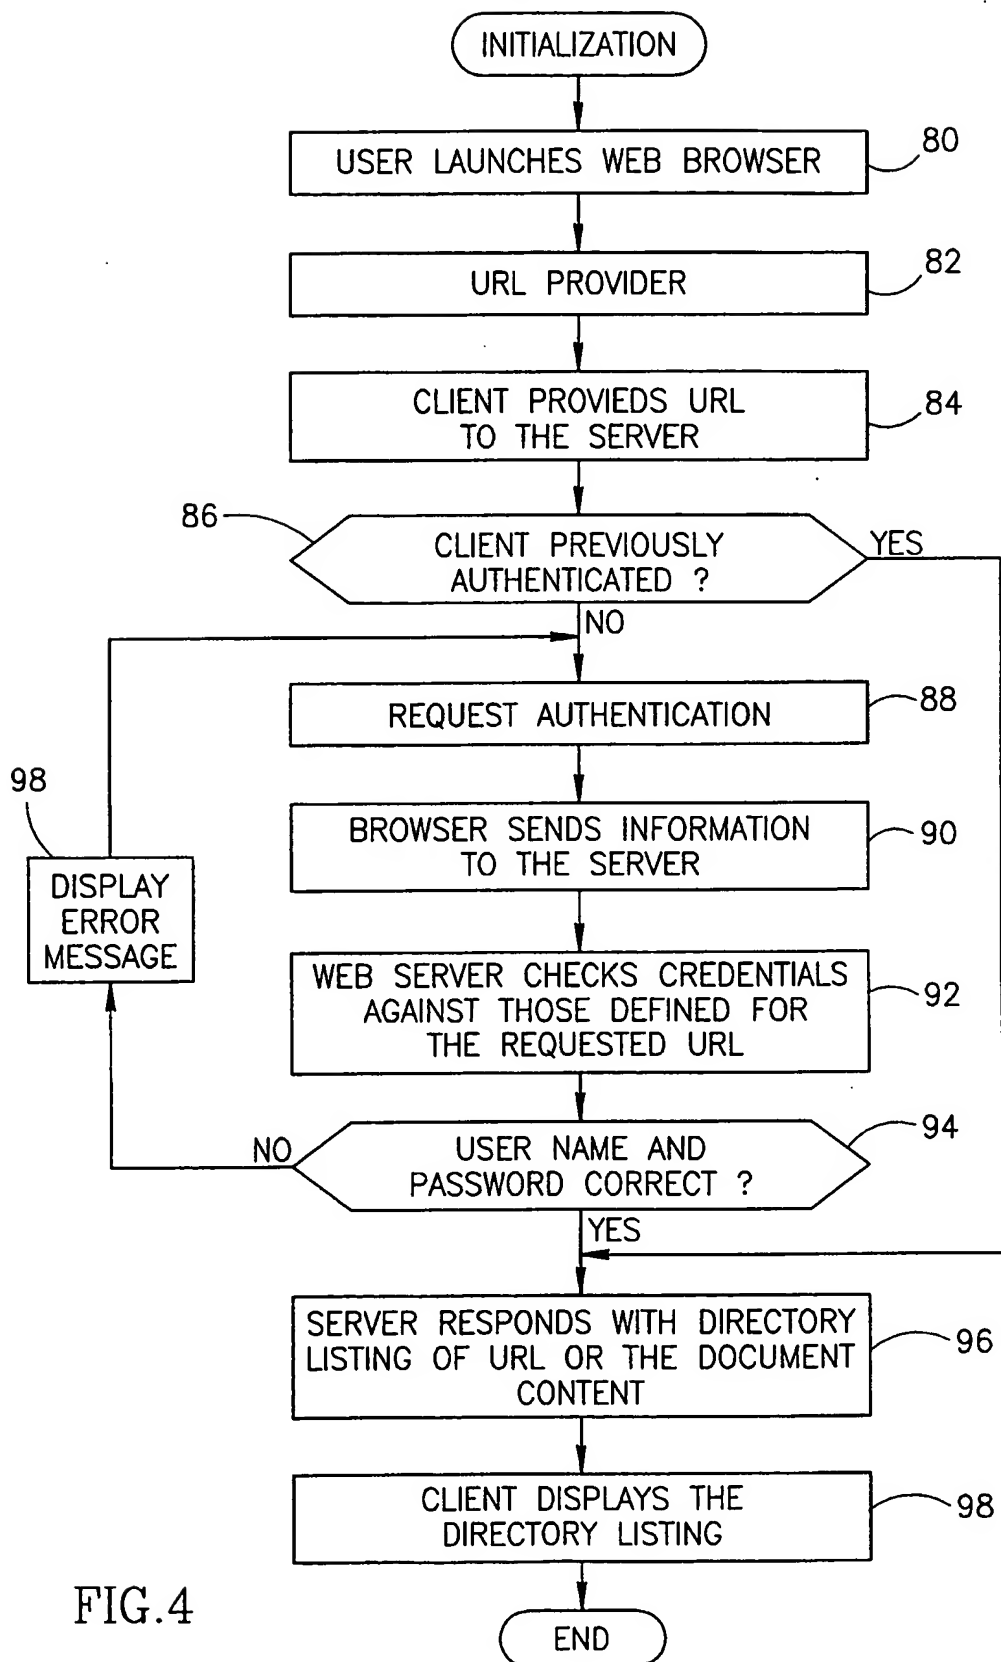 INITIALIZATION
USER LAUNCHES WEB BROWSER
80
URL PROVIDER
82
CLIENT PROVIEDS URL
TO THE SERVER
84
86
CLIENT PREVIOUSLY
AUTHENTICATED ?
YES
NO
REQUEST AUTHENTICATION
88
98
DISPLAY
ERROR
MESSAGE
BROWSER SENDS INFORMATION
TO THE SERVER
90
WEB SERVER CHECKS CREDENTIALS
AGAINST THOSE DEFINED FOR
THE REQUESTED URL
92
NO
USER NAME AND
PASSWORD CORRECT ?
94
YES
SERVER RESPONDS WITH DIRECTORY
LISTING OF URL OR THE DOCUMENT
CONTENT
96
CLIENT DISPLAYS THE
DIRECTORY LISTING
98
FIG.4
END